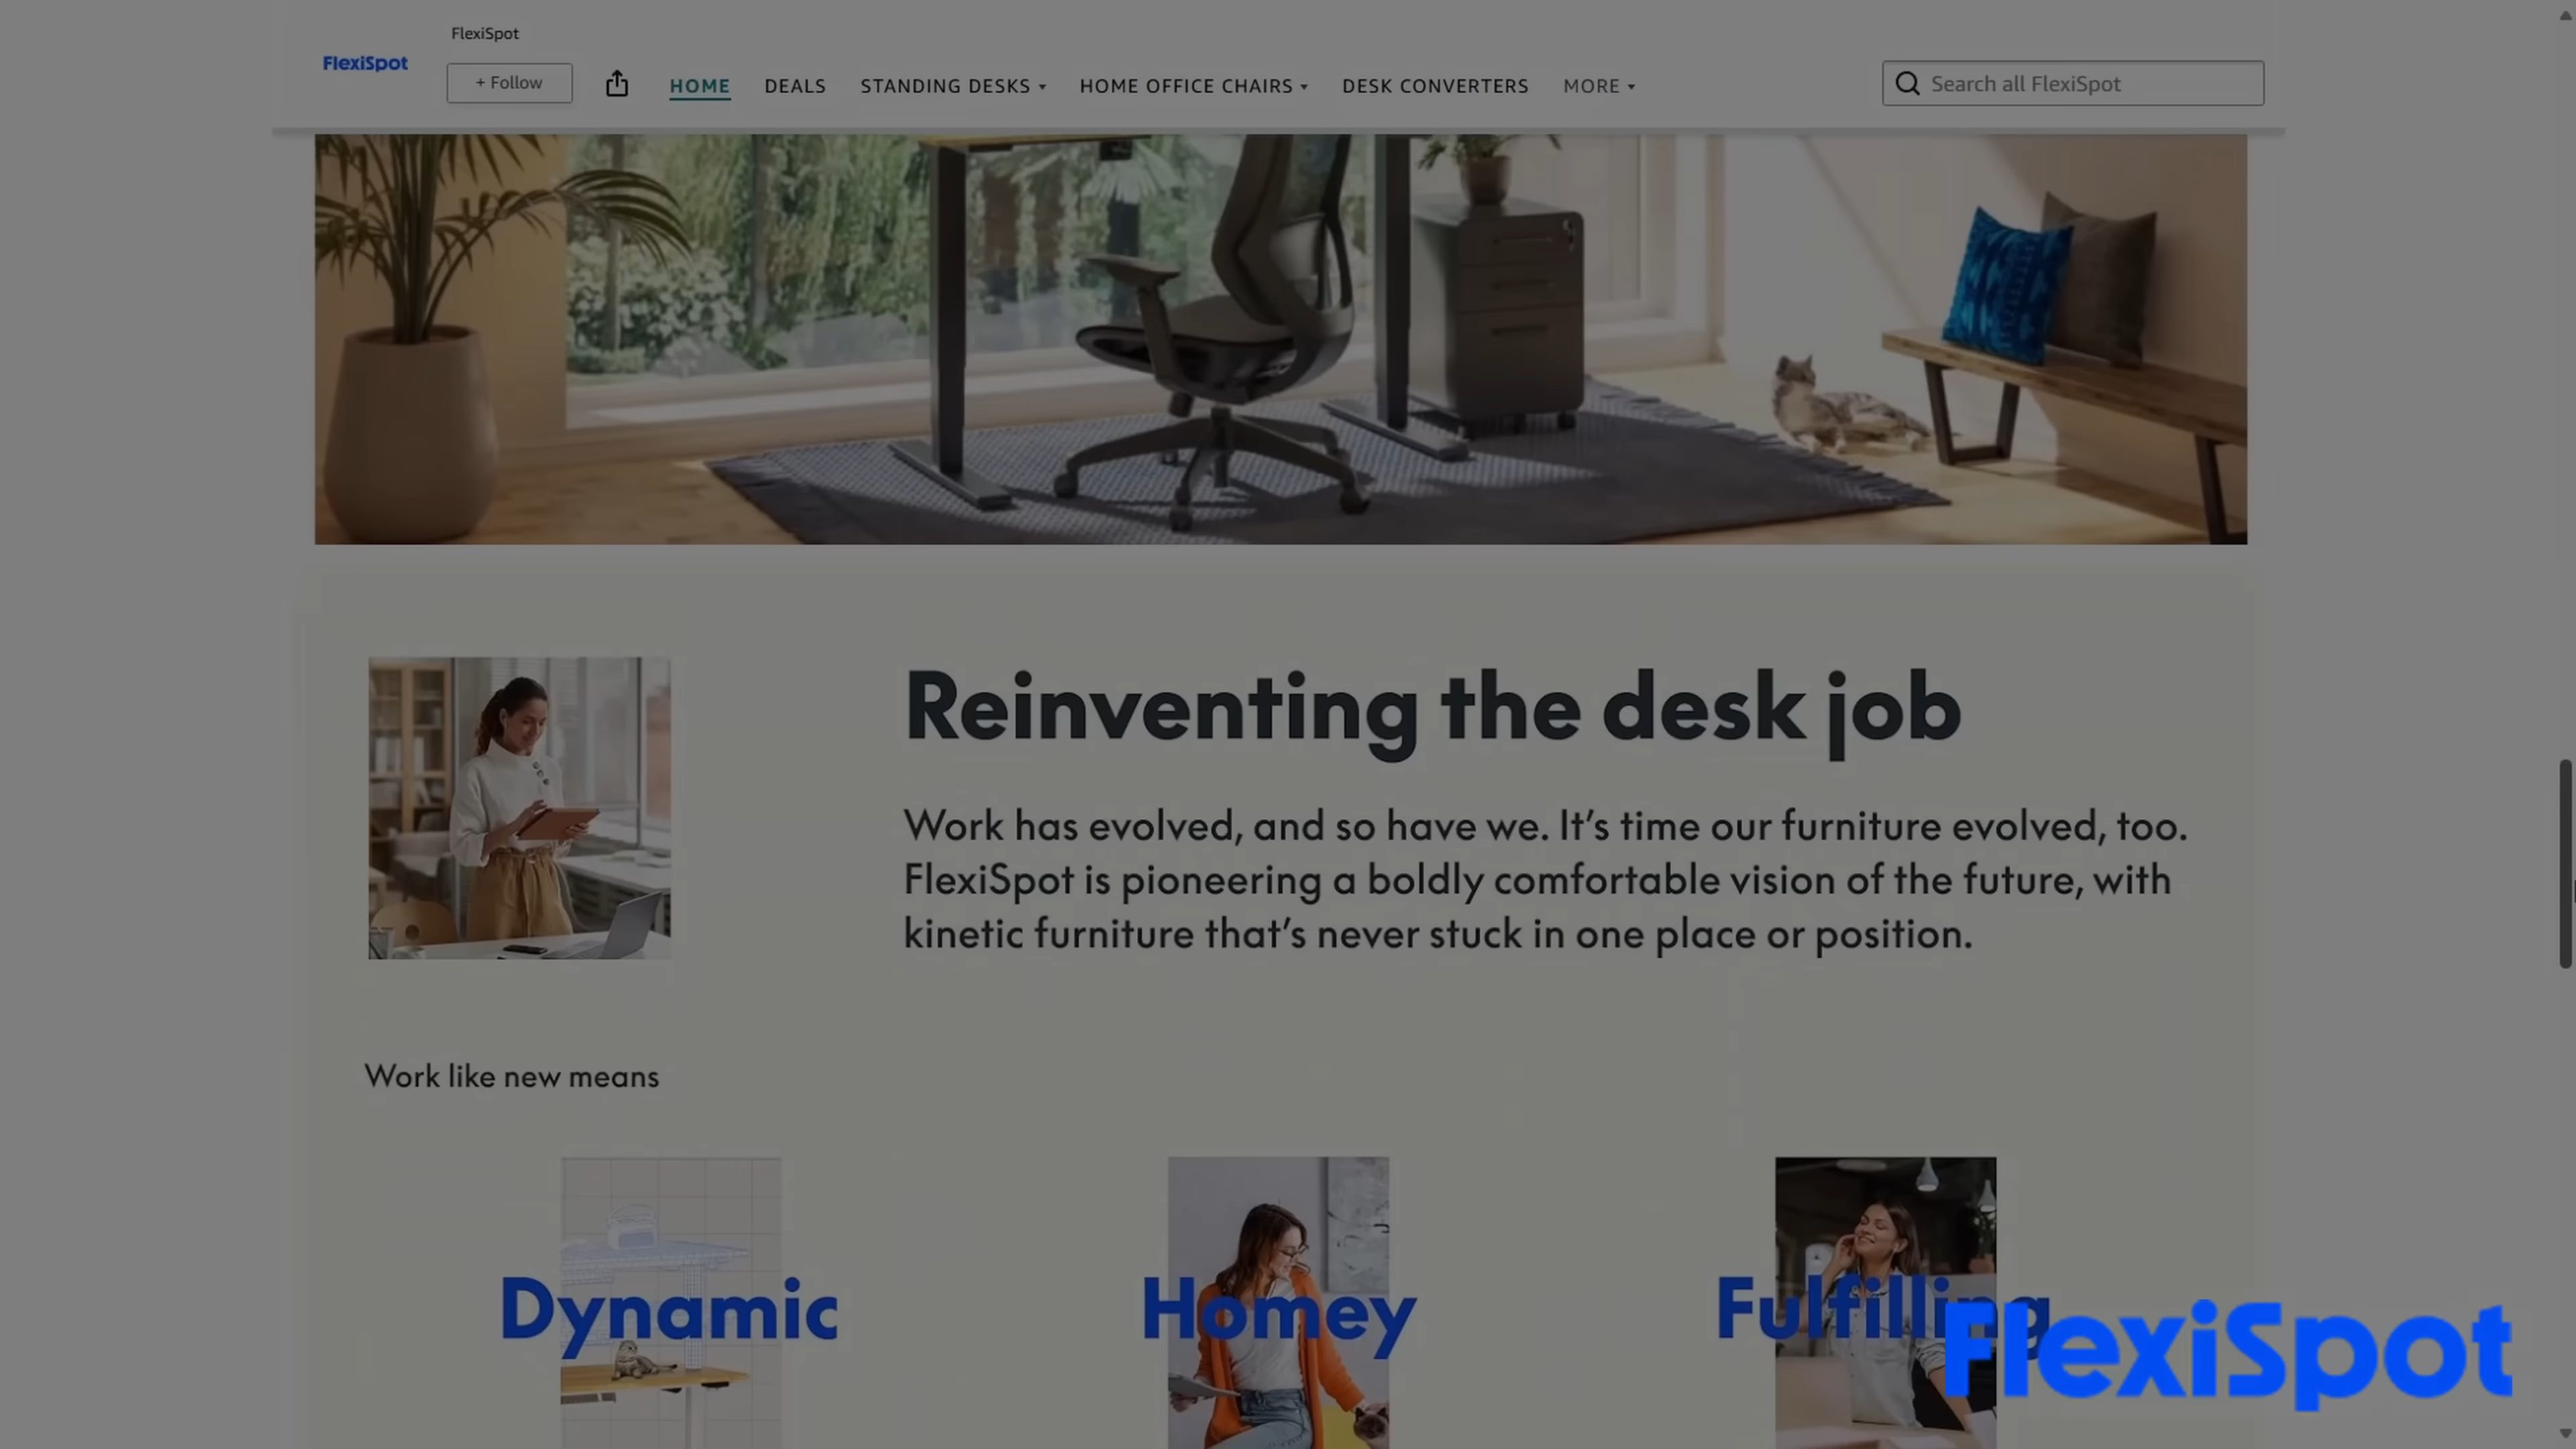 FlexiSpot
FlexiSpot
+ Follow
HOME
DEALS
STANDING DESKS
HOME OFFICE CHAIRS
DESK CONVERTERS
MORE
Search all FlexiSpot
Reinventing the desk job
Work has evolved, and so have we. It’s time our furniture evolved, too.
FlexiSpot is pioneering a boldly comfortable vision of the future, with
kinetic furniture that’s never stuck in one place or position.
Work like new means
Dynamic
Homey
Fulfilling
FlexiSpot